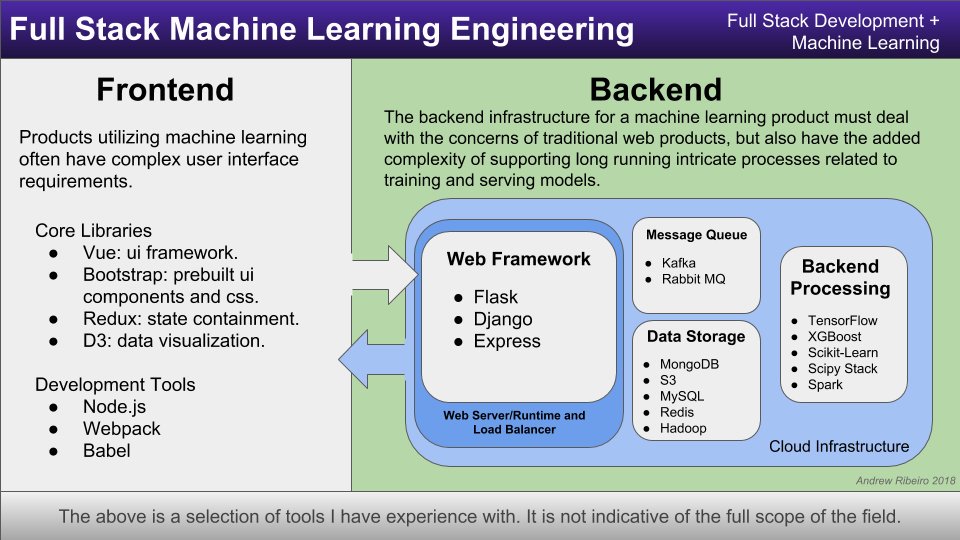 Full Stack Machine Learning Engineering
Full Stack Development +
Machine Learning
Frontend
Products utilizing machine learning
often have complex user interface
requirements.
Core Libraries
● Vue: ui framework.
● Bootstrap: prebuilt ui
components and css.
● Redux: state containment.
● D3: data visualization.
Development Tools
● Node.js
● Webpack
● Babel
Backend
The backend infrastructure for a machine learning product must deal
with the concerns of traditional web products, but also have the added
complexity of supporting long running intricate processes related to
training and serving models.
Web Framework
● Flask
● Django
● Express
Web Server/Runtime and
Load Balancer
Message Queue
● Kafka
● Rabbit MQ
Data Storage
● MongoDB
● S3
● MySQL
● Redis
● Hadoop
Backend
Processing
● TensorFlow
● XGBoost
● Scikit-Learn
● Scipy Stack
● Spark
Cloud Infrastructure
Andrew Ribeiro 2018
The above is a selection of tools I have experience with. It is not indicative of the full scope of the field.